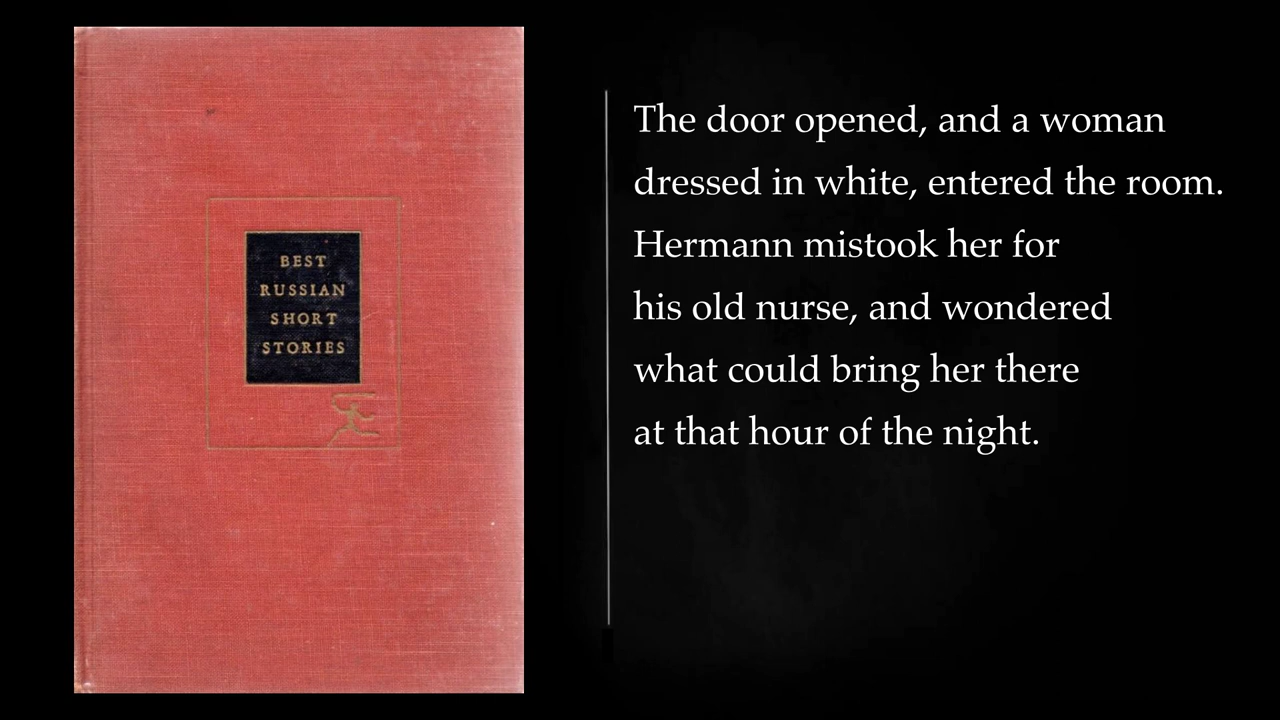 BEST
RUSSIAN
SHORT
STORIES
The door opened, and a woman
dressed in white, entered the room.
Hermann mistook her for
his old nurse, and wondered
what could bring her there
at that hour of the night.